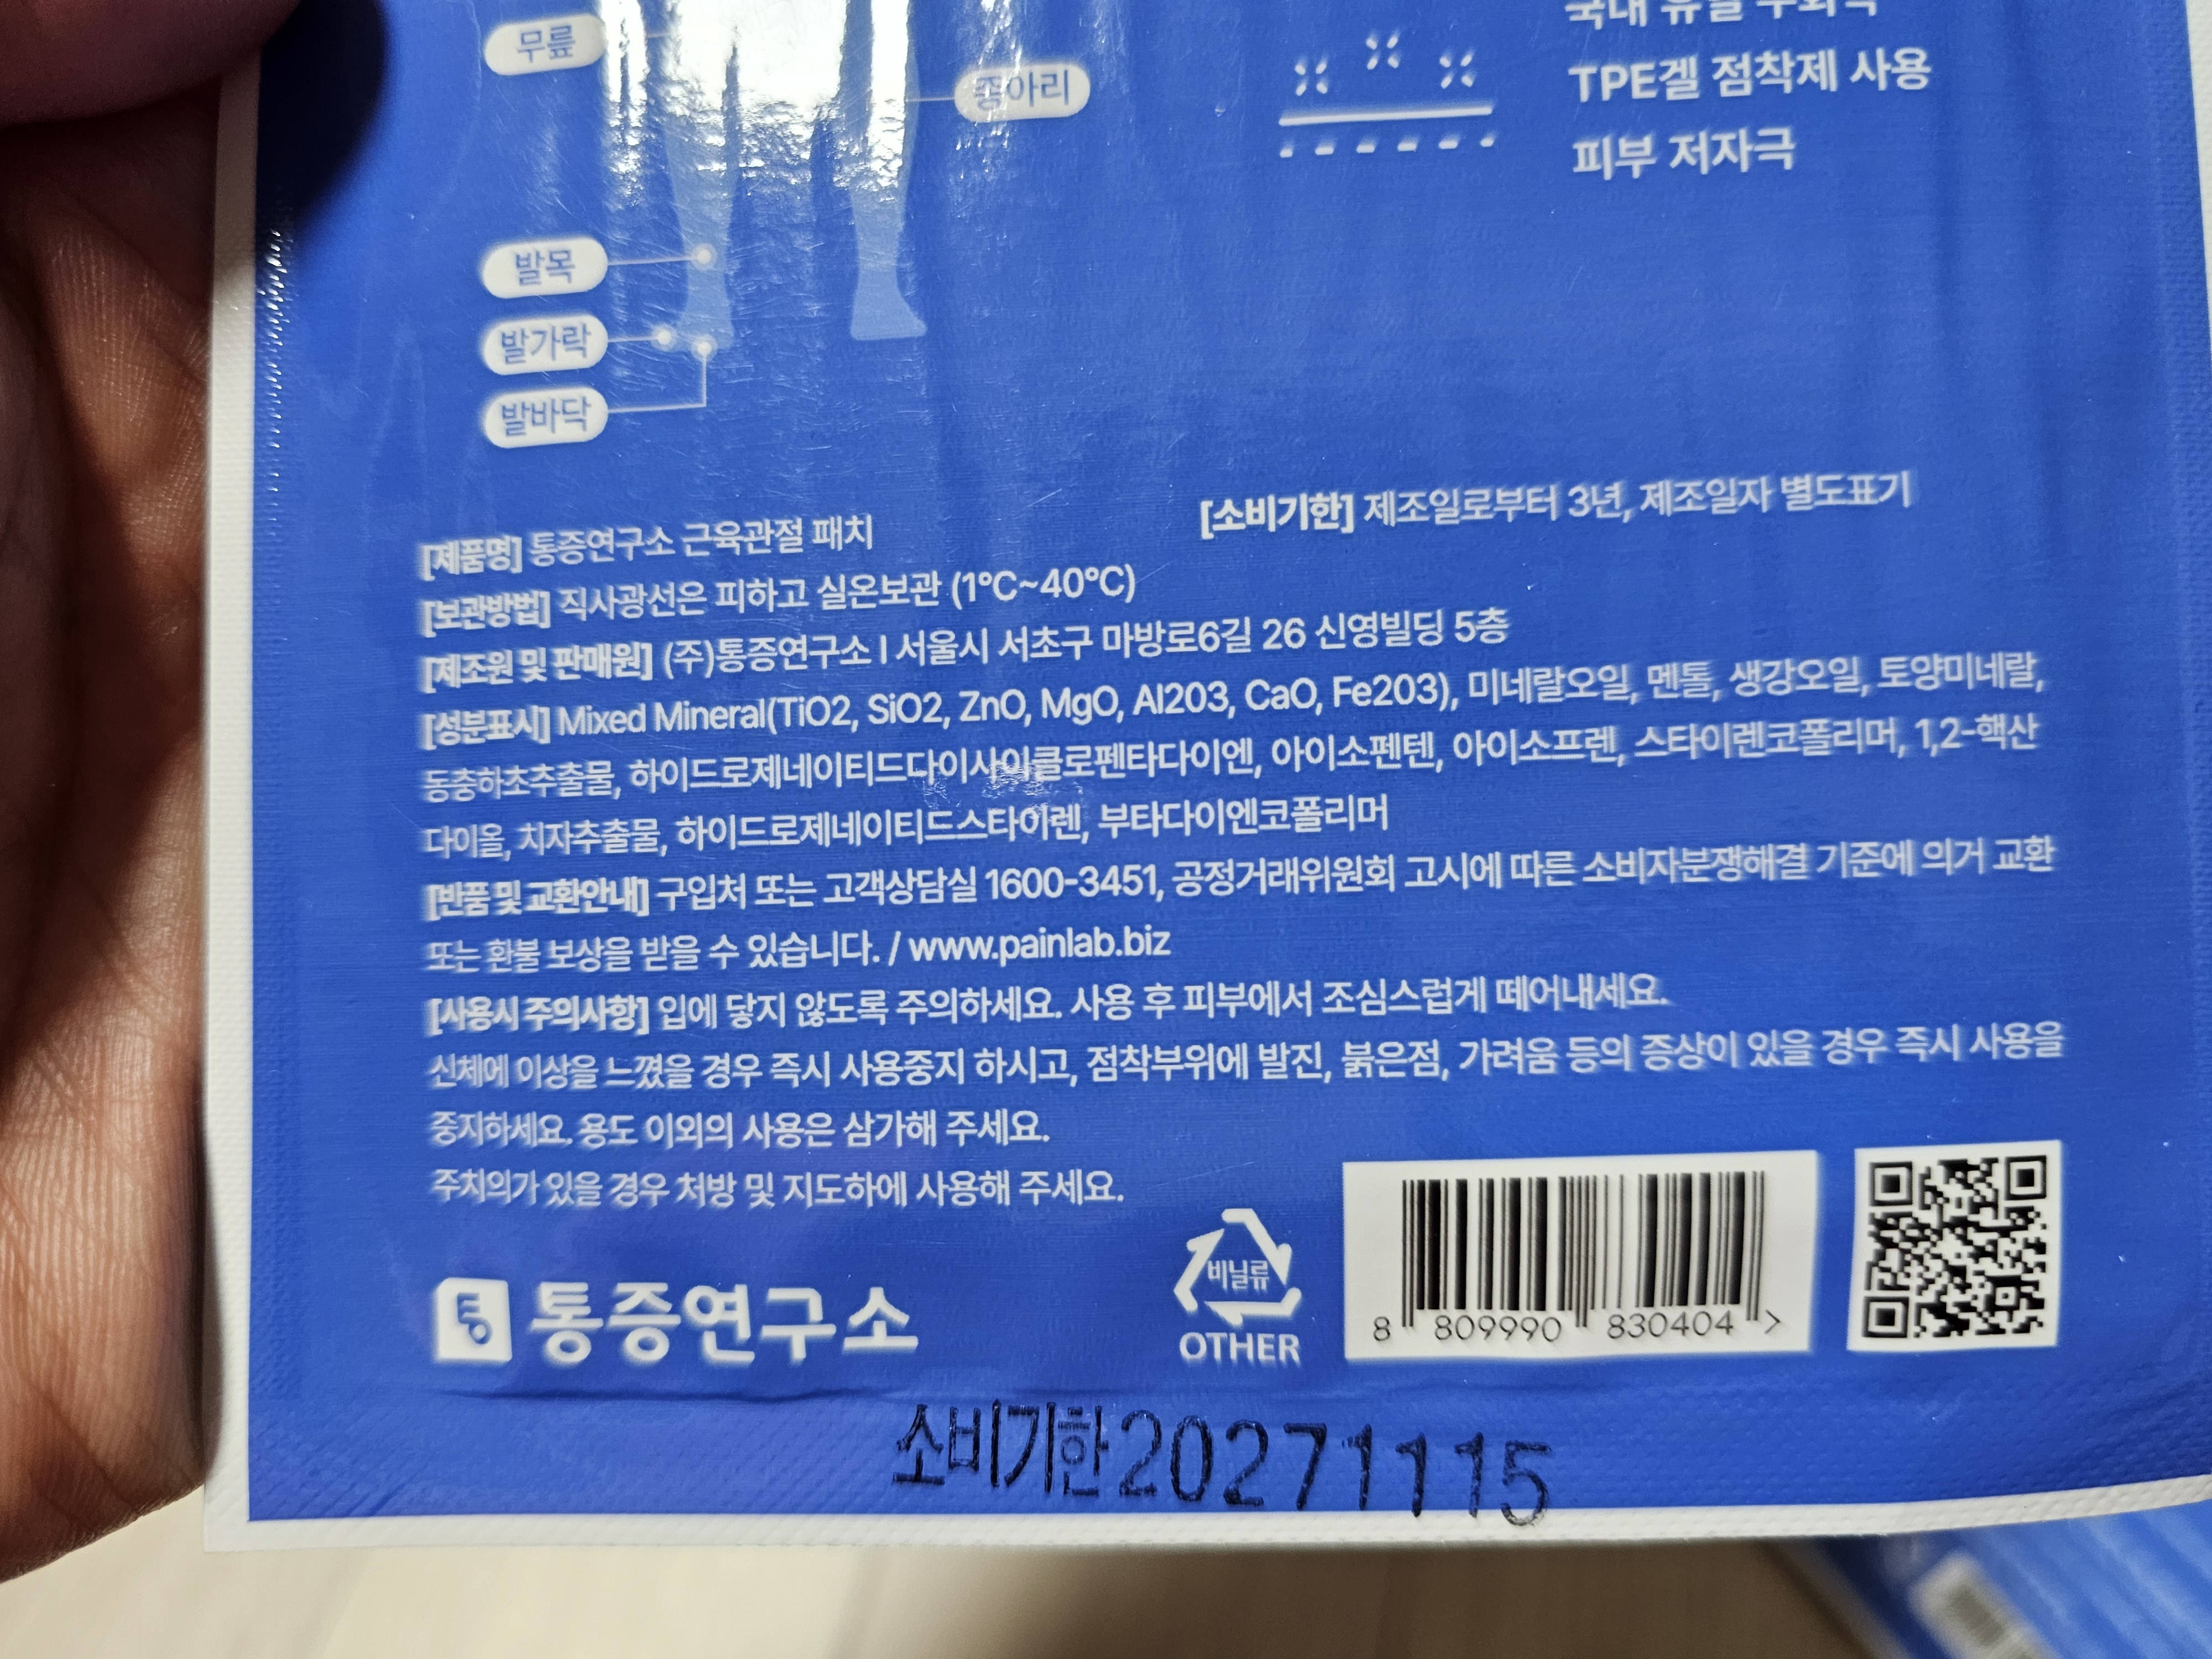 무릎
종아리
국내 유일
TPE겔 점착제 사용
피부 저자극
발목
발가락
발바닥
[소비기한] 제조일로부터 3년, 제조일자 별도표기
[제품명] 통증연구소 근육관절 패치
[보관방법] 직사광선은 피하고 실온보관 (1°C~40°C)
[제조원 및 판매원] (주)통증연구소 I 서울시 서초구 마방로6길 26 신영빌딩 5층
[성분표시] Mixed Mineral(TiO2, SiO2, ZnO, MgO, Al203, CaO, Fe203), 미네랄오일, 멘톨, 생강오일, 토양미네랄,
동충하초추출물, 하이드로제네이티드다이사이클로펜타다이엔, 아이소펜텐, 아이소프렌, 스타이렌코폴리머, 1,2-핵산
다이올, 치자추출물, 하이드로제네이티드스타이렌, 부타다이엔코폴리머
[반품 및 교환안내] 구입처 또는 고객상담실 1600-3451, 공정거래위원회 고시에 따른 소비자분쟁해결 기준에 의거 교환
또는 환불 보상을 받을 수 있습니다. / www.painlab.biz
[사용시 주의사항] 입에 닿지 않도록 주의하세요. 사용 후 피부에서 조심스럽게 떼어내세요.
신체에 이상을 느꼈을 경우 즉시 사용중지 하시고, 점착부위에 발진, 붉은점, 가려움 등의 증상이 있을 경우 즉시 사용을
중지하세요. 용도 이외의 사용은 삼가해 주세요.
주치의가 있을 경우 처방 및 지도하에 사용해 주세요.
통증연구소
비닐류
OTHER
8 809990 830404 >
소비기한20271115